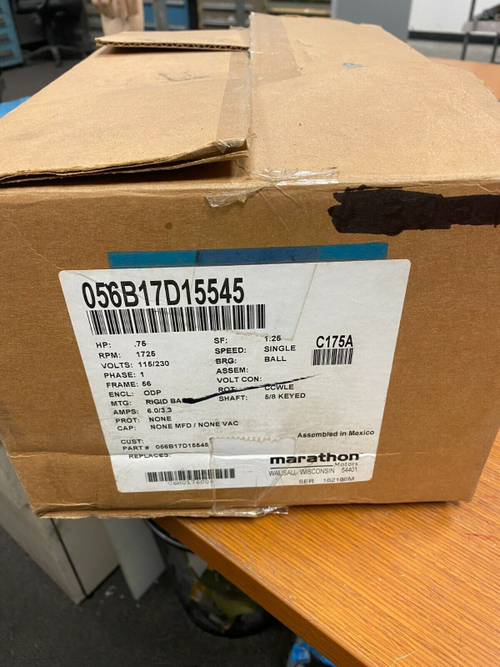 056B17D15545
HP: .75 SF: 1.25
RPM: 1725 SPEED: SINGLE C175A
VOLTS: 115/230 BRG: BALL
PHASE: 1 ASSEM:
FRAME: 56 VOLT CON:
ENCL: ODP ROT: CCWLE
MTG: RIGID SHAFT: 5/8 KEYED
AMPS: 6.0/3.3
PROT: NONE
CAP: NONE MFD / NONE VAC
Assembled in Mexico
CUST:
PART # 056B17D15545
REPLACES:
marathon
Motors
WAUSAU, WISCONSIN 54401
SER